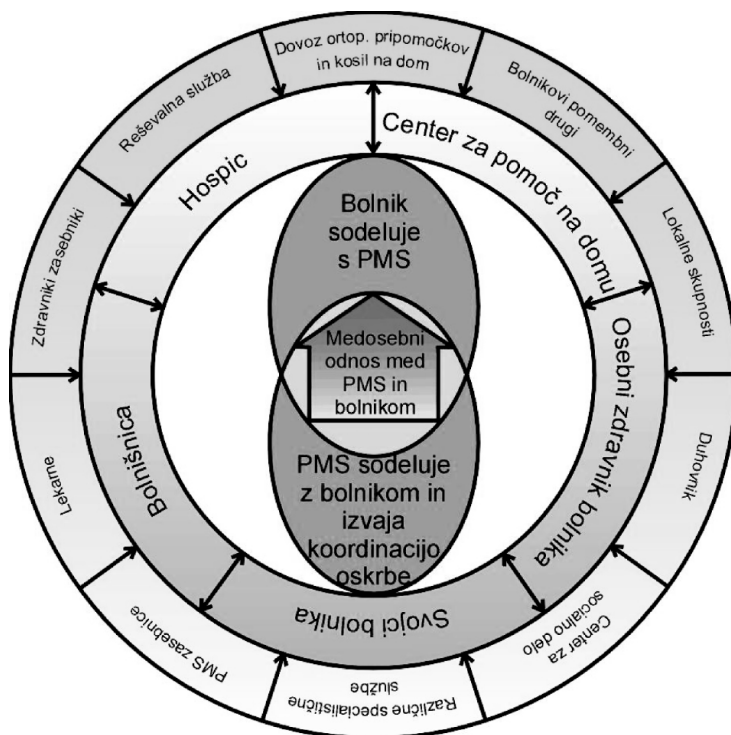 Dovoz ortop. pripomočkov
in kosil na dom
Bolnikovi pomembni
drugi
Lokalne skupnosti
Duhovnik
Center za
socialno delo
Različne specialistične
službe
PMS zasebnice
Lekarne
Zdravniki zasebniki
Reševalna služba
Hospic
Center za pomoč na domu
Osebni zdravnik bolnika
Svojci bolnika
Bolnišnica
Bolnik
sodeluje
s PMS
Medosebni
odnos med
PMS in
bolnikom
PMS sodeluje
z bolnikom in
izvaja
koordinacijo
oskrbe